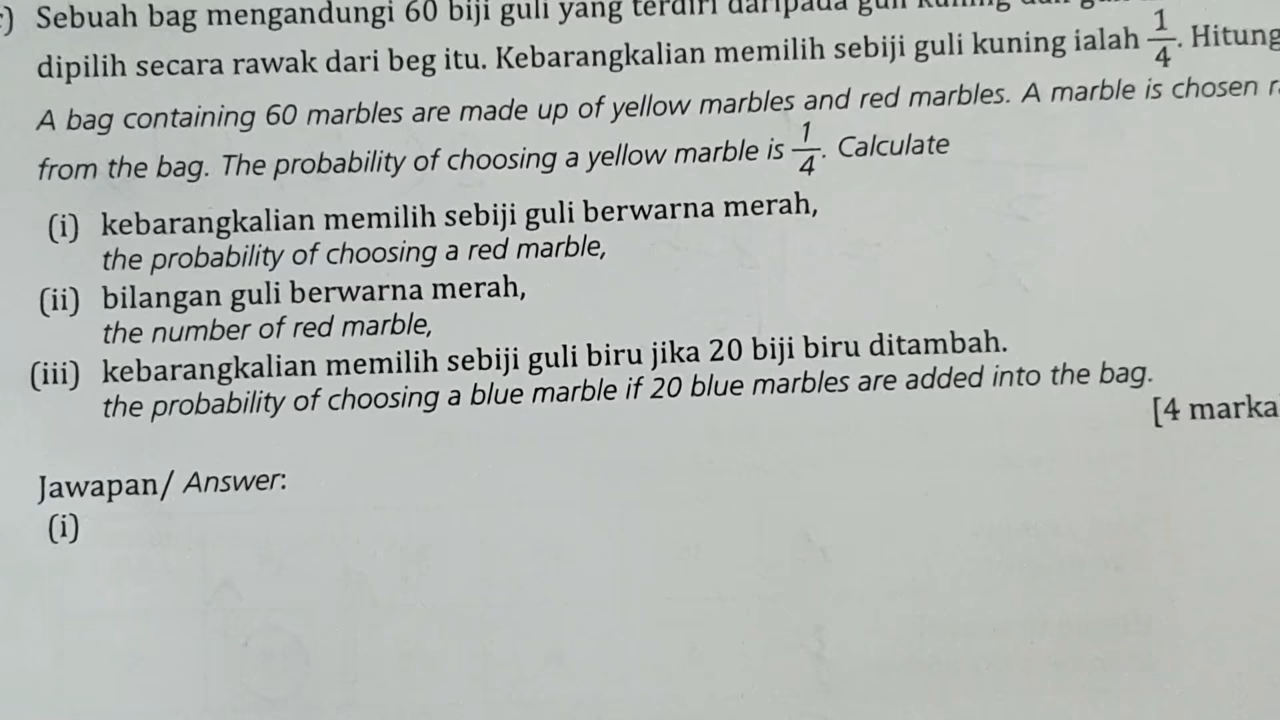 ) Sebuah bag mengandungi 60 biji guli yang terdiri daripada guli kuning
dipilih secara rawak dari beg itu. Kebarangkalian memilih sebiji guli kuning ialah 1/4. Hitung
A bag containing 60 marbles are made up of yellow marbles and red marbles. A marble is chosen
from the bag. The probability of choosing a yellow marble is 1/4. Calculate
(i) kebarangkalian memilih sebiji guli berwarna merah,
the probability of choosing a red marble,
(ii) bilangan guli berwarna merah,
the number of red marble,
(iii) kebarangkalian memilih sebiji guli biru jika 20 biji biru ditambah.
the probability of choosing a blue marble if 20 blue marbles are added into the bag.
[4 marka
Jawapan/ Answer:
(i)